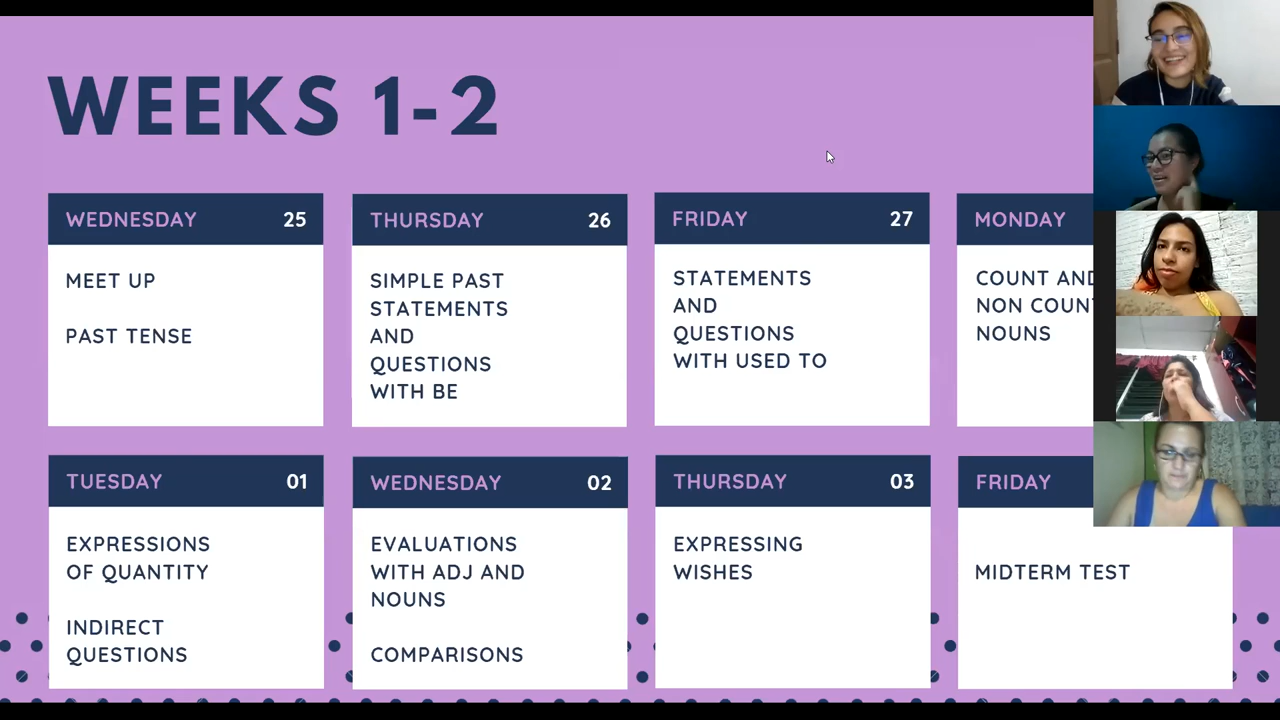 WEEKS 1-2
WEDNESDAY 25
MEET UP
PAST TENSE
THURSDAY 26
SIMPLE PAST
STATEMENTS
AND
QUESTIONS
WITH BE
FRIDAY 27
STATEMENTS
AND
QUESTIONS
WITH USED TO
MONDAY
COUNT AND
NON COUNT
NOUNS
TUESDAY 01
EXPRESSIONS
OF QUANTITY
INDIRECT
QUESTIONS
WEDNESDAY 02
EVALUATIONS
WITH ADJ AND
NOUNS
COMPARISONS
THURSDAY 03
EXPRESSING
WISHES
FRIDAY
MIDTERM TEST